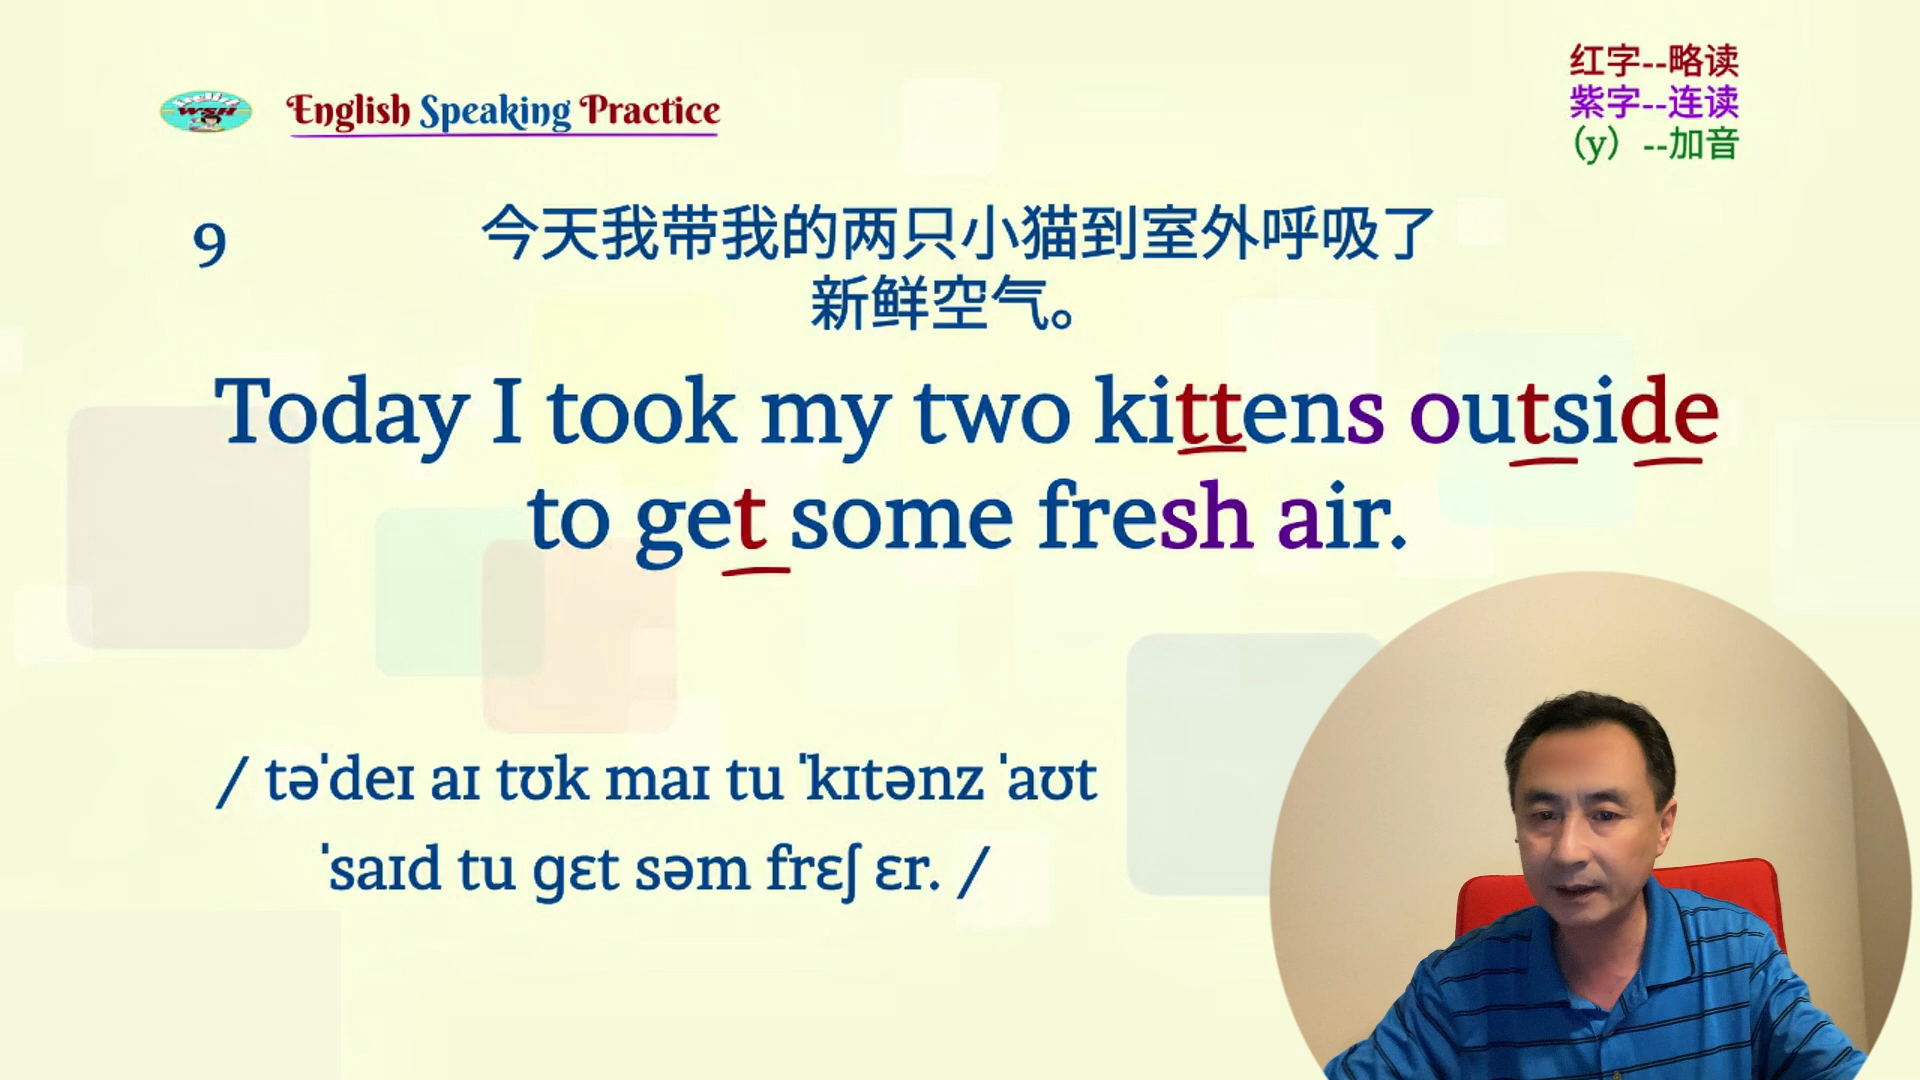 红字--略读
紫字--连读
（y）--加音
WSH
English Speaking Practice
9
今天我带我的两只小猫到室外呼吸了
新鲜空气。
Today I took my two kittens outside
to get some fresh air.
/ təˈdeɪ aɪ tʊk maɪ tu ˈkɪtənz ˈaʊt
ˈsaɪd tu ɡɛt səm frɛʃ ɛr. /